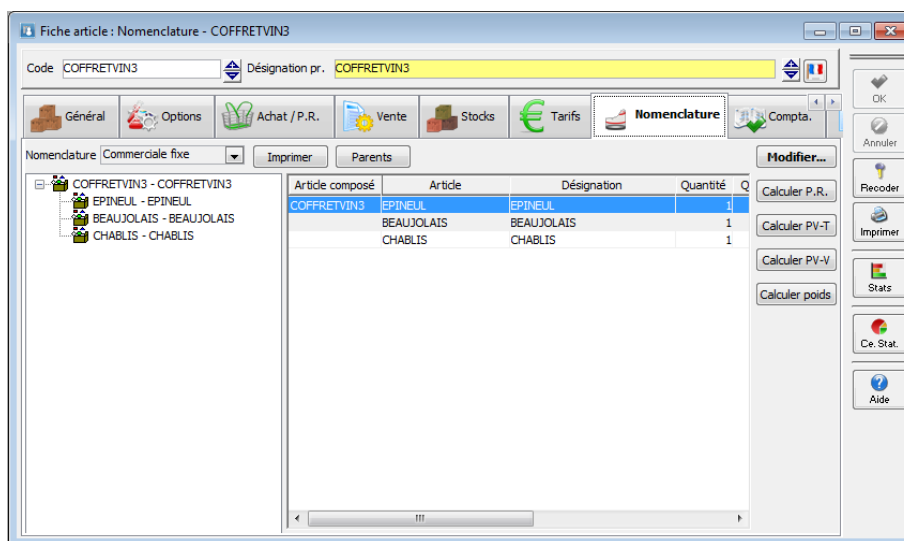 Fiche article : Nomenclature - COFFRETVIN3
Code COFFRETVIN3 Désignation pr. COFFRETVIN3
Général Options Achat / P.R. Vente Stocks Tarifs Nomenclature Compta.
Nomenclature Commerciale fixe Imprimer Parents Modifier...
COFFRETVIN3 - COFFRETVIN3
EPINEUL - EPINEUL
BEAUJOLAIS - BEAUJOLAIS
CHABLIS - CHABLIS
Article composé Article Désignation Quantité Q
COFFRETVIN3 EPINEUL EPINEUL 1
BEAUJOLAIS BEAUJOLAIS 1
CHABLIS CHABLIS 1
Calculer P.R.
Calculer PV-T
Calculer PV-V
Calculer poids
OK
Annuler
Recoder
Imprimer
Stats
Ce. Stat.
Aide